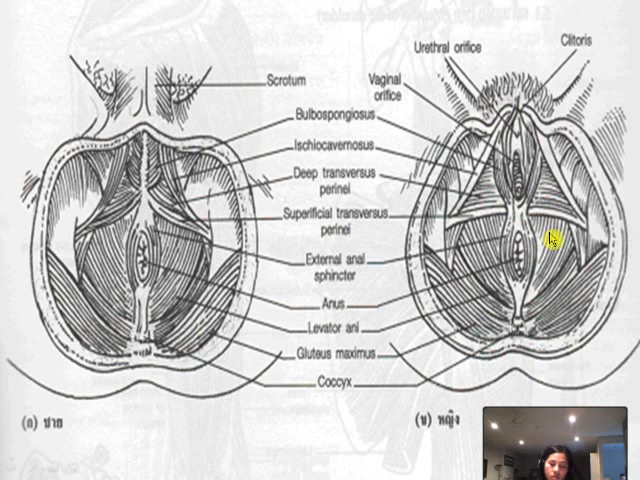 Urethral orifice
Clitoris
Scrotum
Vaginal
orifice
Bulbospongiosus
Ischiocavernosus
Deep transversus
perinei
Superificial transversus
perinei
External anal
sphincter
Anus
Levator ani
Gluteus maximus
Coccyx
(ก) ชาย
(ข) หญิง